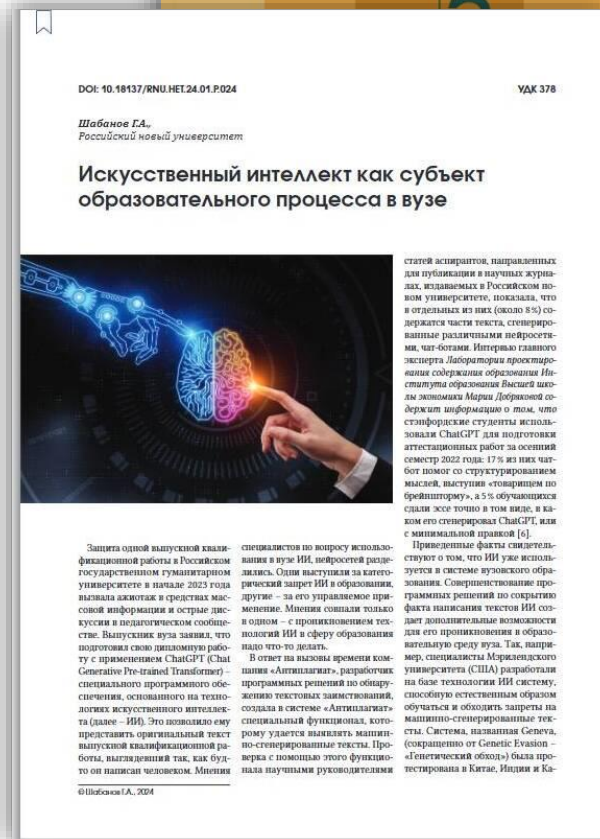 DOI: 10.18137/RNU.HET.24.01.P.024
УДК 378
Шабанов Г.А.,
Российский новый университет
Искусственный интеллект как субъект
образовательного процесса в вузе
Защита одной выпускной квали-
фикационной работы в Российском
государственном гуманитарном
университете в начале 2023 года
вызвала ажиотаж в средствах мас-
совой информации и острые дис-
куссии в педагогическом сообще-
стве. Выпускник вуза заявил, что
подготовил свою дипломную рабо-
ту с применением ChatGPT (Chat
Generative Pre-trained Transformer) –
специального программного обе-
спечения, основанного на техно-
логиях искусственного интеллек-
та (далее – ИИ). Это позволило ему
представить оригинальный текст
выпускной квалификационной ра-
боты, выглядевший так, как буд-
то он написан человеком. Мнения
специалистов по вопросу использо-
вания в вузе ИИ, нейросетей разде-
лились. Одни выступили за катего-
рический запрет ИИ в образовании,
другие – за его управляемое при-
менение. Мнения совпали только
в одном – с проникновением тех-
нологий ИИ в сферу образования
надо что-то делать.
В ответ на вызовы времени ком-
пания «Антиплагиат», разработчик
программных решений по обнару-
жению текстовых заимствований,
создала в системе «Антиплагиат»
специальный функционал, кото-
рому удается выявлять машин-
но-сгенерированные тексты. Про-
верка с помощью этого функцио-
нала научными руководителями
статей аспирантов, направленных
для публикации в научных журна-
лах, издаваемых в Российском но-
вом университете, показала, что
в отдельных из них (около 8 %) со-
держатся части текста, сгенериро-
ванные различными нейросетя-
ми, чат-ботами. Интервью главного
эксперта Лаборатории проектиро-
вания содержания образования Ин-
ститута образования Высшей шко-
лы экономики Марии Добряковой со-
держит информацию о том, что
стэнфордские студенты исполь-
зовали ChatGPT для подготовки
аттестационных работ за осенний
семестр 2022 года: 17 % из них чат-
бот помог со структурированием
мыслей, выступив «товарищем по
брейншторму», а 5 % обучающихся
сдали эссе точно в том виде, в ка-
ком его сгенерировал ChatGPT, или
с минимальной правкой [6].
Приведенные факты свидетель-
ствуют о том, что ИИ уже исполь-
зуется в системе вузовского обра-
зования. Совершенствование про-
граммных решений по сокрытию
факта написания текстов ИИ соз-
дает дополнительные возможности
для его проникновения в образо-
вательную среду вуза. Так, напри-
мер, специалисты Мэрилендского
университета (США) разработали
на базе технологии ИИ систему,
способную естественным образом
обучаться и обходить запреты на
машинно-сгенерированные тек-
сты. Система, названная Geneva,
(сокращенно от Genetic Evasion –
«Генетический обход») была про-
тестирована в Китае, Индии и Ка-
© Шабанов Г.А., 2024